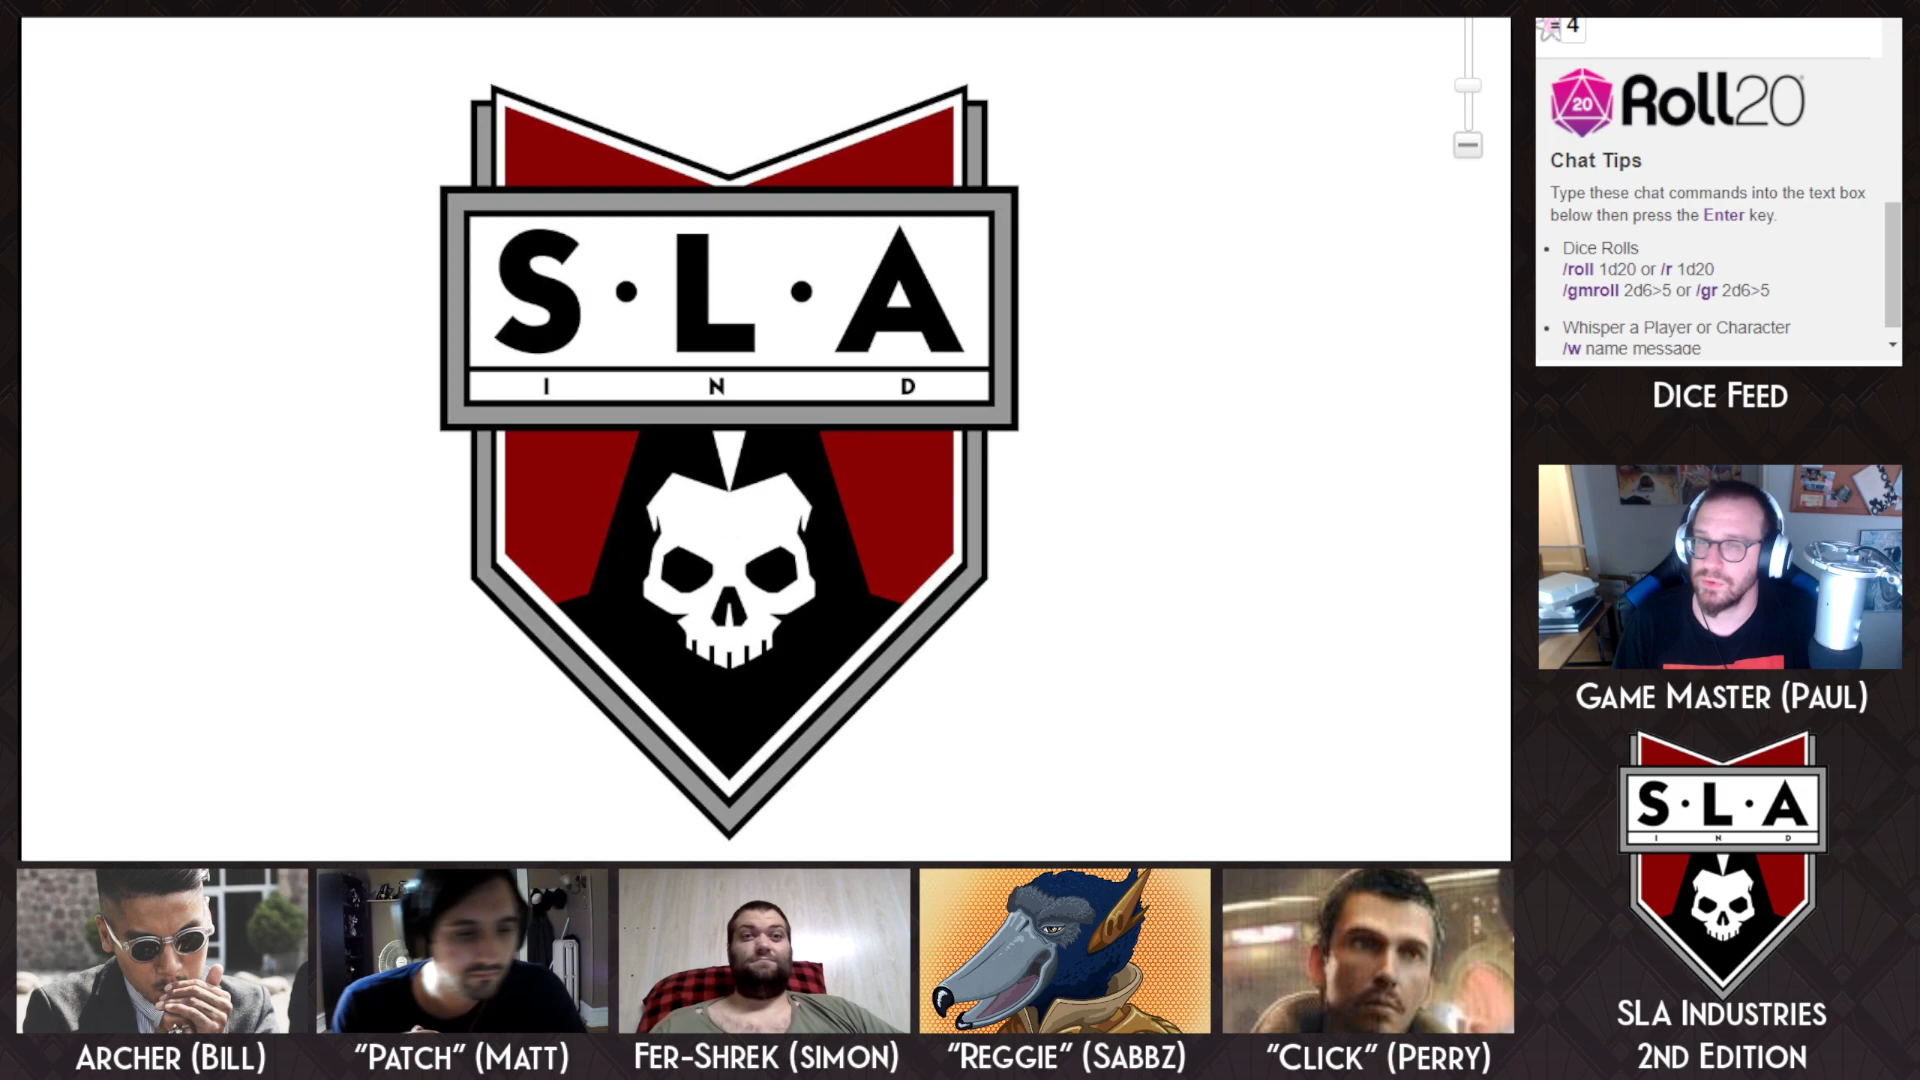 S·L·A
I N D
= 4
20
Roll20
Chat Tips
Type these chat commands into the text box
below then press the Enter key.
• Dice Rolls
/roll 1d20 or /r 1d20
/gmroll 2d6>5 or /gr 2d6>5
• Whisper a Player or Character
/w name message
DICE FEED
GAME MASTER (PAUL)
S·L·A
I N D
SLA INDUSTRIES
2ND EDITION
ARCHER (BILL)
"PATCH" (MATT)
FER-SHREK (SIMON)
"REGGIE" (SABBZ)
"CLICK" (PERRY)